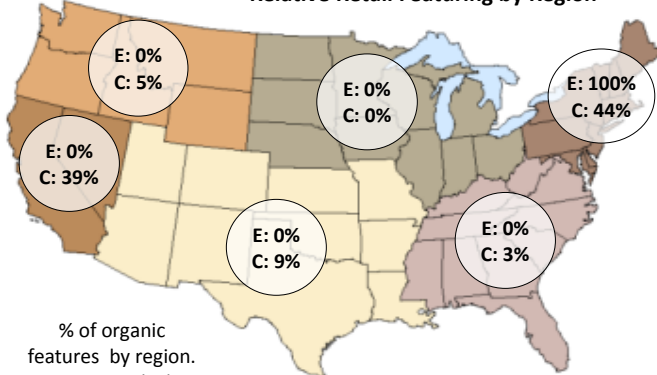 Relative Retail Featuring by Region
E: 0%
C: 5%
E: 0%
C: 0%
E: 100%
C: 44%
E: 0%
C: 39%
E: 0%
C: 9%
E: 0%
C: 3%
% of organic
features by region.